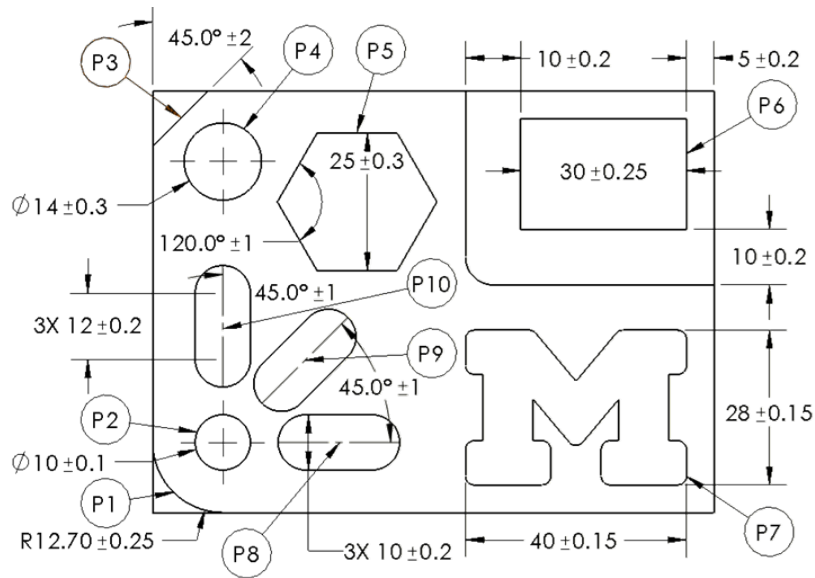 45.0° ±2
P4
P5
10 ±0.2
5 ±0.2
P3
P6
25 ±0.3
30 ±0.25
∅14 ±0.3
120.0° ±1
10 ±0.2
45.0° ±1
P10
3X 12 ±0.2
P9
45.0° ±1
P2
28 ±0.15
∅10 ±0.1
P1
R12.70 ±0.25
P8
3X 10 ±0.2
40 ±0.15
P7